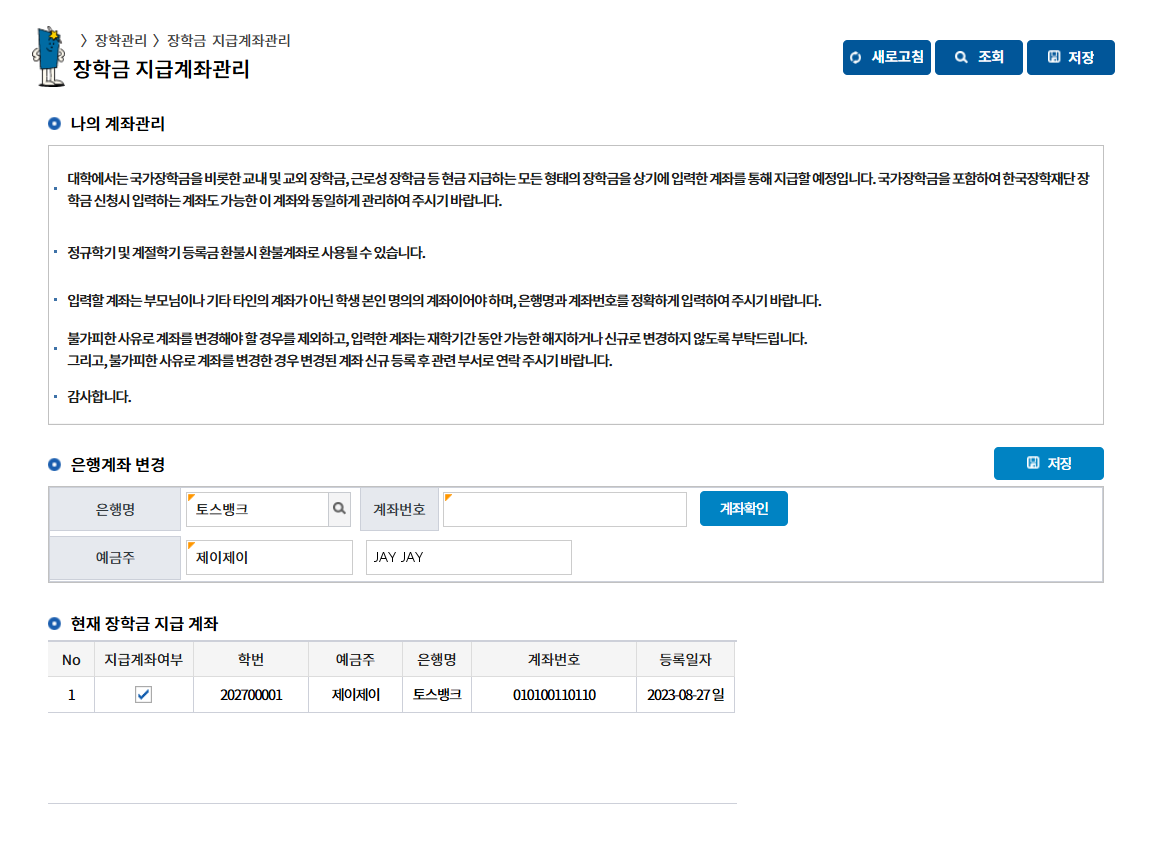 〉 장학관리 〉 장학금 지급계좌관리
장학금 지급계좌관리
새로고침 조회 저장
나의 계좌관리
대학에서는 국가장학금을 비롯한 교내 및 교외 장학금, 근로성 장학금 등 현금 지급하는 모든 형태의 장학금을 상기에 입력한 계좌를 통해 지급할 예정입니다. 국가장학금을 포함하여 한국장학재단 장
학금 신청시 입력하는 계좌도 가능한 이 계좌와 동일하게 관리하여 주시기 바랍니다.
정규학기 및 계절학기 등록금 환불시 환불계좌로 사용될 수 있습니다.
입력할 계좌는 부모님이나 기타 타인의 계좌가 아닌 학생 본인 명의의 계좌이어야 하며, 은행명과 계좌번호를 정확하게 입력하여 주시기 바랍니다.
불가피한 사유로 계좌를 변경해야 할 경우를 제외하고, 입력한 계좌는 재학기간 동안 가능한 해지하거나 신규로 변경하지 않도록 부탁드립니다.
그리고, 불가피한 사유로 계좌를 변경한 경우 변경된 계좌 신규 등록 후 관련 부서로 연락 주시기 바랍니다.
감사합니다.
은행계좌 변경 저장
은행명 토스뱅크 계좌번호 계좌확인
예금주 제이제이 JAY JAY
현재 장학금 지급 계좌
No 지급계좌여부 학번 예금주 은행명 계좌번호 등록일자
1 202700001 제이제이 토스뱅크 010100110110 2023-08-27 일